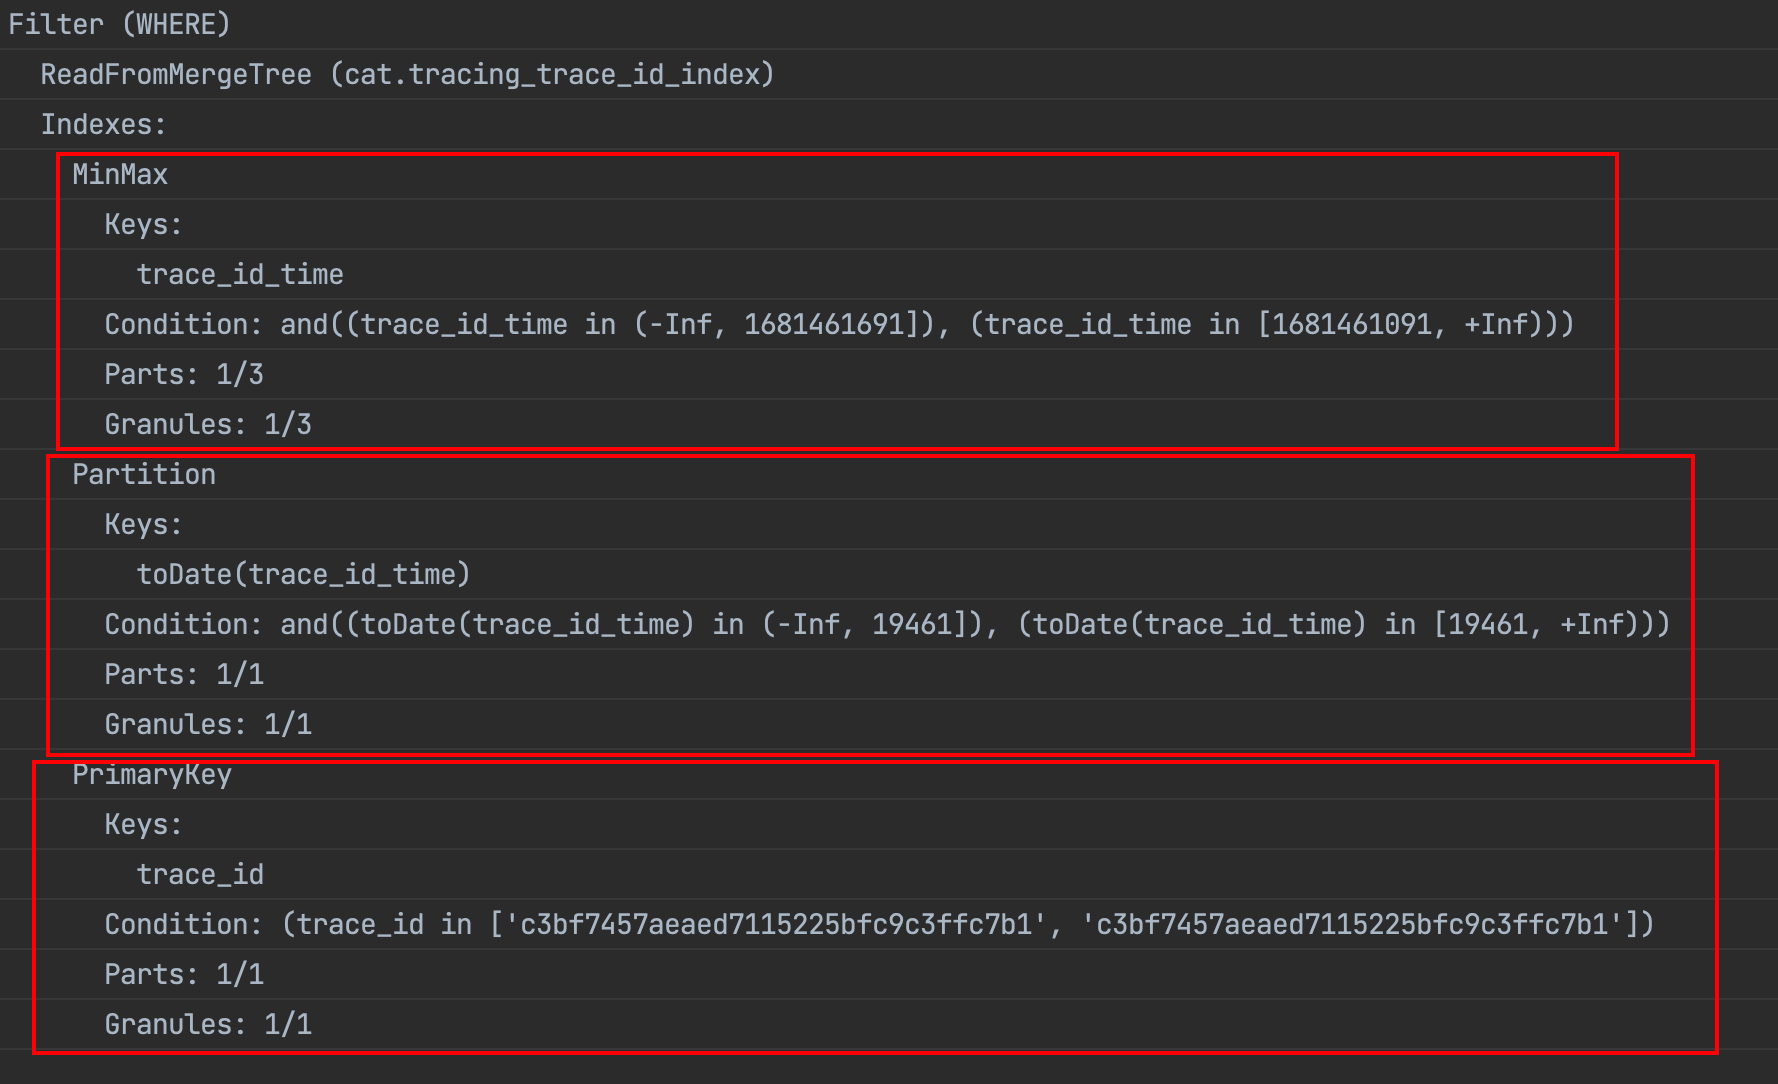 Filter (WHERE)
ReadFromMergeTree (cat.tracing_trace_id_index)
Indexes:
MinMax
Keys:
trace_id_time
Condition: and((trace_id_time in (-Inf, 1681461691]), (trace_id_time in [1681461091, +Inf)))
Parts: 1/3
Granules: 1/3
Partition
Keys:
toDate(trace_id_time)
Condition: and((toDate(trace_id_time) in (-Inf, 19461]), (toDate(trace_id_time) in [19461, +Inf)))
Parts: 1/1
Granules: 1/1
PrimaryKey
Keys:
trace_id
Condition: (trace_id in ['c3bf7457aeaed7115225bfc9c3ffc7b1', 'c3bf7457aeaed7115225bfc9c3ffc7b1'])
Parts: 1/1
Granules: 1/1